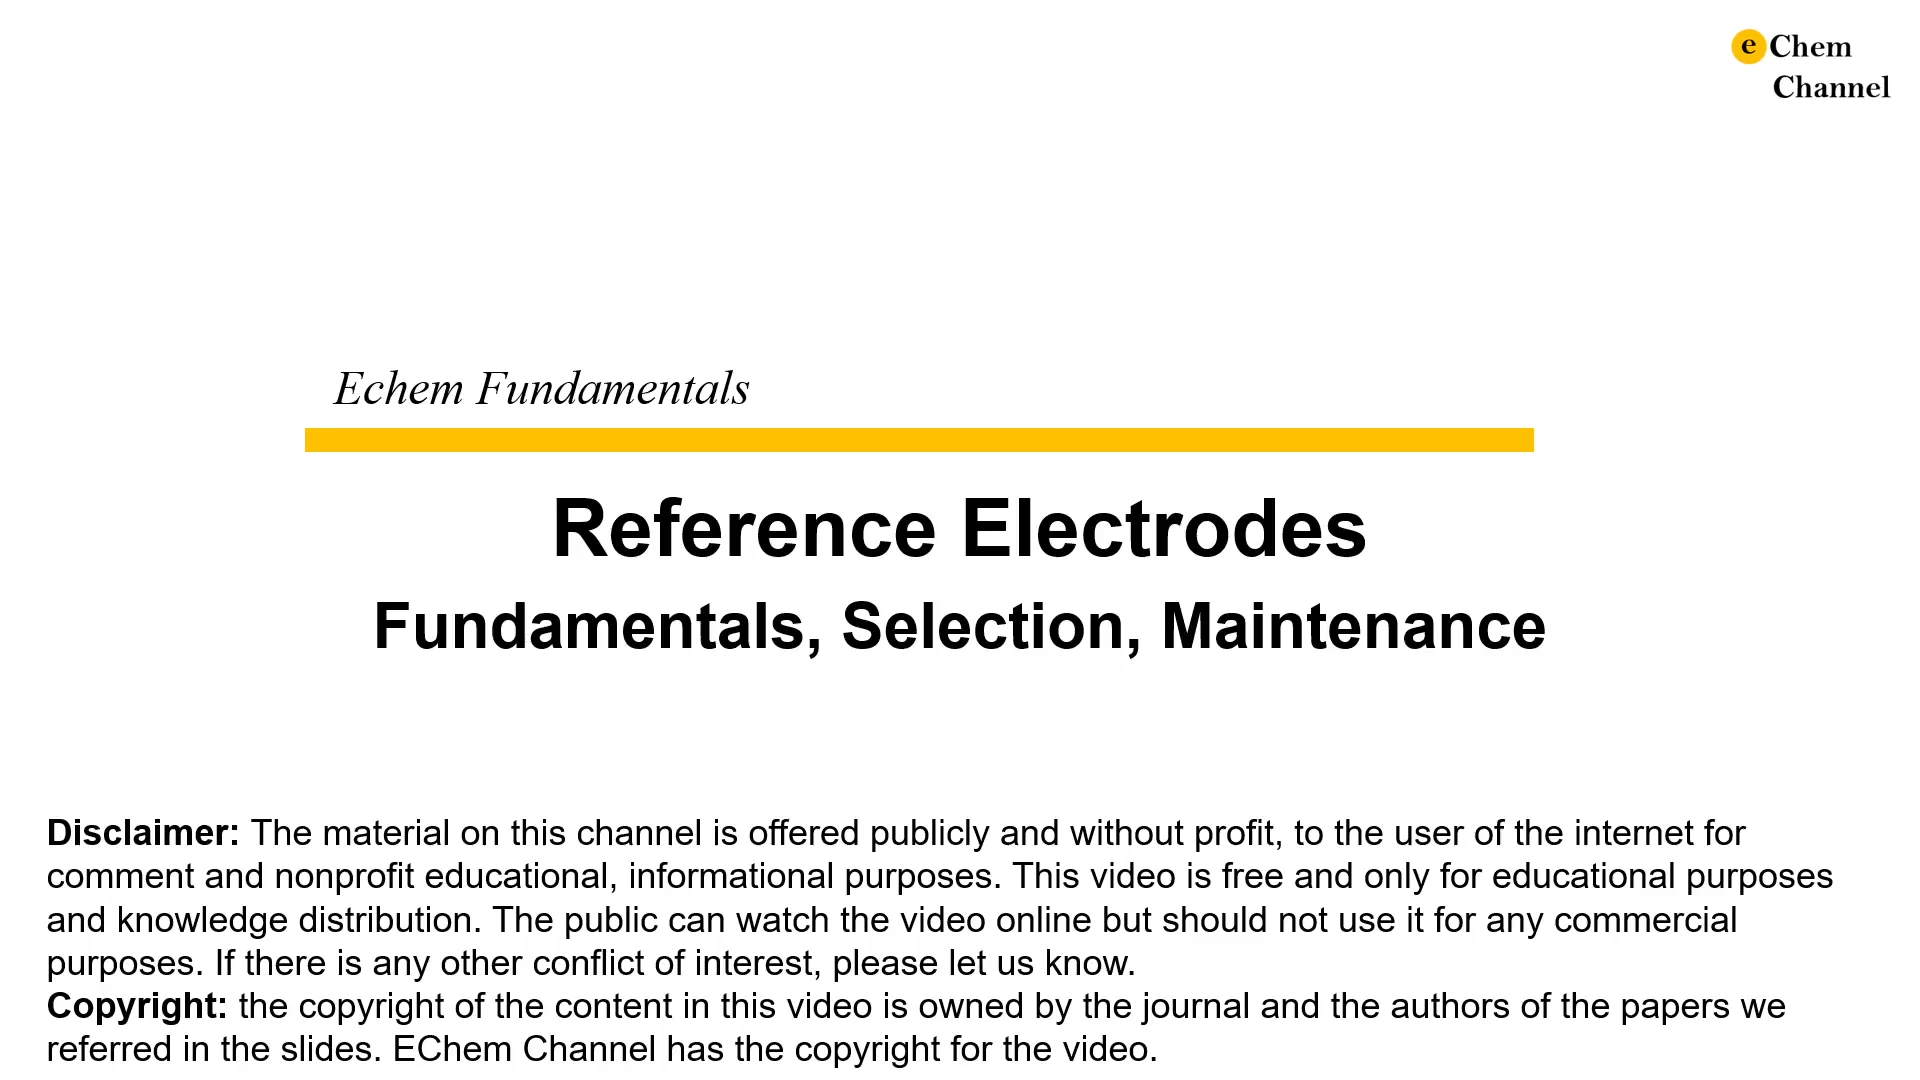 e Chem
Channel
Echem Fundamentals
Reference Electrodes
Fundamentals, Selection, Maintenance
Disclaimer: The material on this channel is offered publicly and without profit, to the user of the internet for
comment and nonprofit educational, informational purposes. This video is free and only for educational purposes
and knowledge distribution. The public can watch the video online but should not use it for any commercial
purposes. If there is any other conflict of interest, please let us know.
Copyright: the copyright of the content in this video is owned by the journal and the authors of the papers we
referred in the slides. EChem Channel has the copyright for the video.